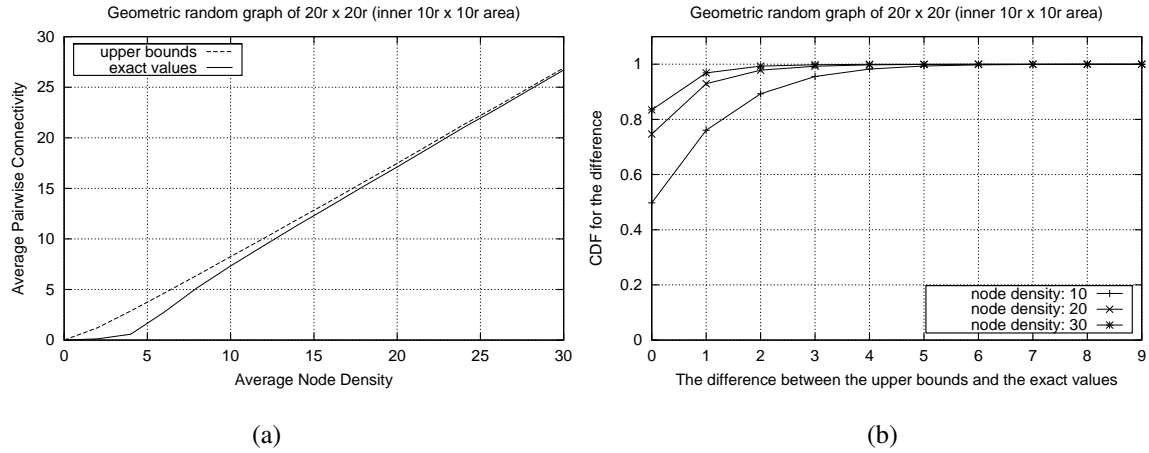 Geometric random graph of 20r x 20r (inner 10r x 10r area)
30
25
20
15
10
5
0
upper bounds
exact values
Average Pairwise Connectivity
0 5 10 15 20 25 30
Average Node Density
(a)
Geometric random graph of 20r x 20r (inner 10r x 10r area)
1
0.8
0.6
0.4
0.2
0
CDF for the difference
node density: 10
node density: 20
node density: 30
0 1 2 3 4 5 6 7 8 9
The difference between the upper bounds and the exact values
(b)